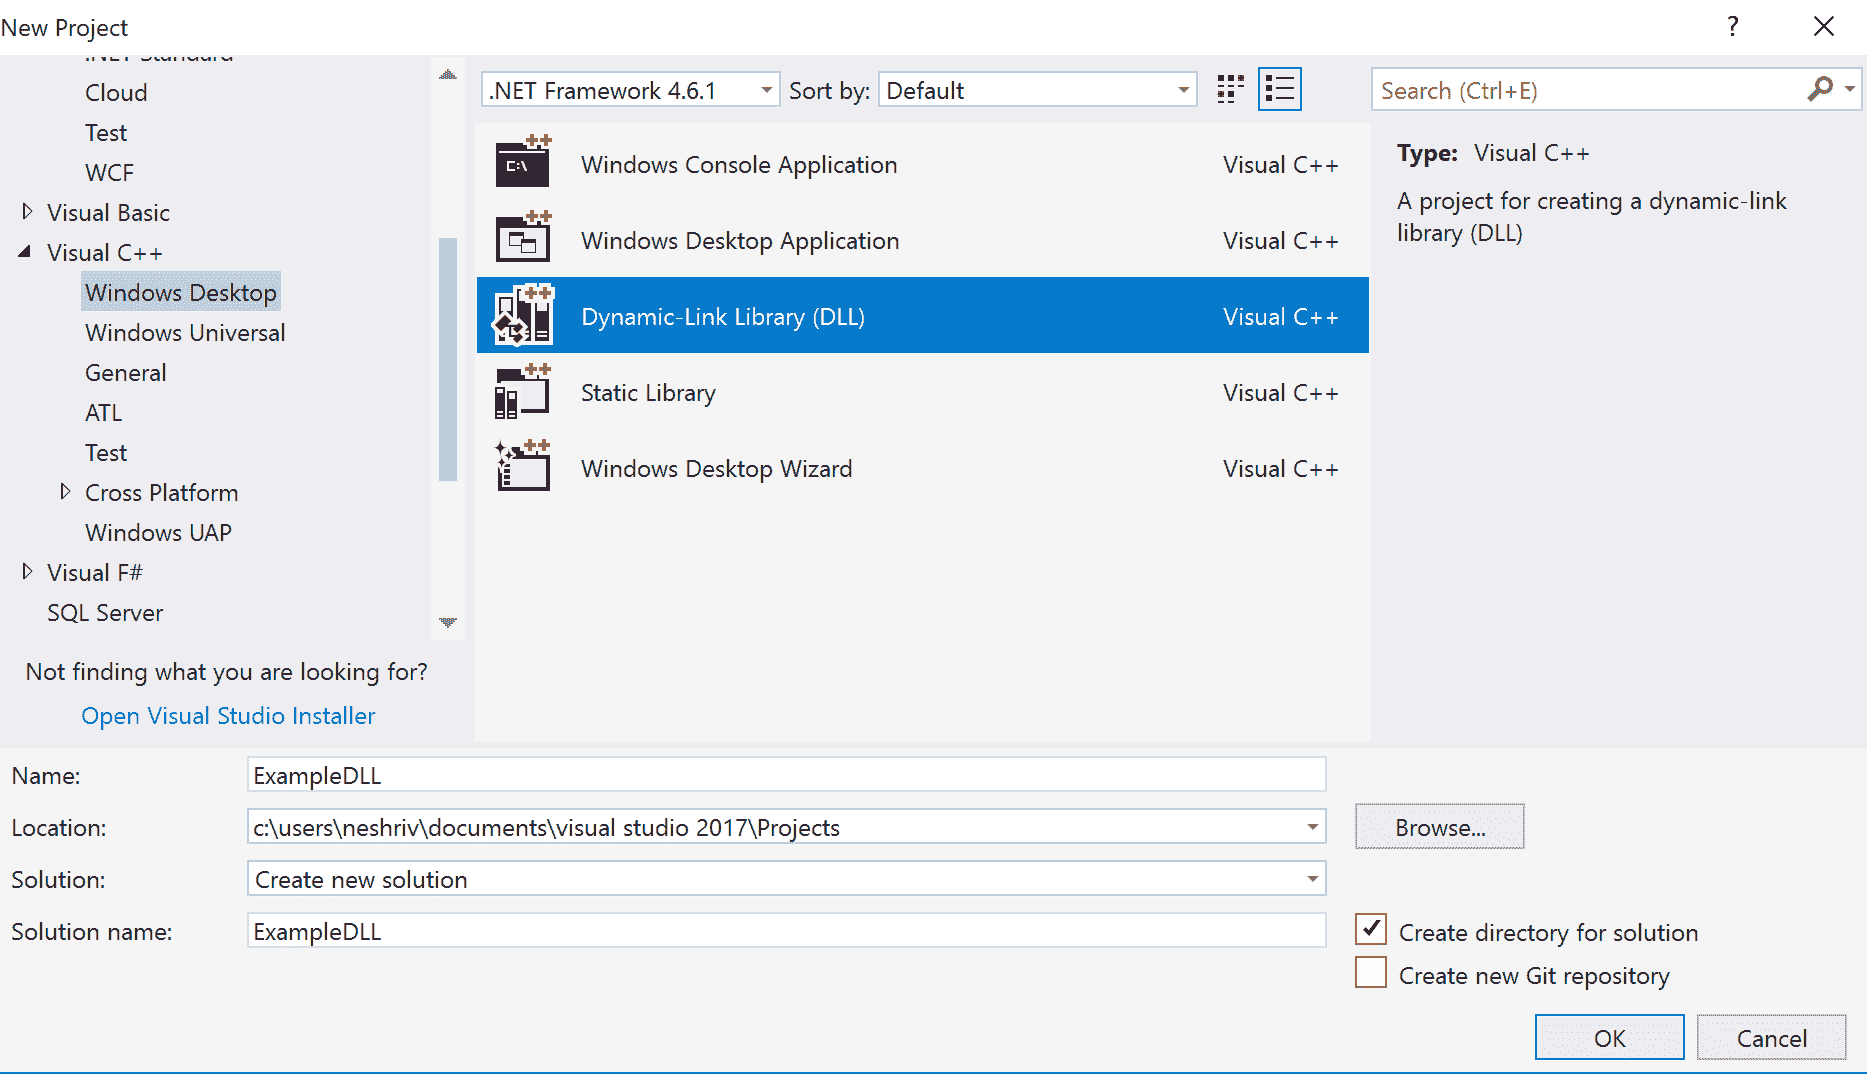 New Project
?
.NET Standard
Cloud
Test
WCF
Visual Basic
Visual C++
Windows Desktop
Windows Universal
General
ATL
Test
Cross Platform
Windows UAP
Visual F#
SQL Server
Not finding what you are looking for?
Open Visual Studio Installer
.NET Framework 4.6.1
Sort by: Default
Search (Ctrl+E)
C:\
Windows Console Application Visual C++
Windows Desktop Application Visual C++
Dynamic-Link Library (DLL) Visual C++
Static Library Visual C++
Windows Desktop Wizard Visual C++
Type: Visual C++
A project for creating a dynamic-link
library (DLL)
Name: ExampleDLL
Location: c:\users\neshriv\documents\visual studio 2017\Projects
Browse...
Solution: Create new solution
Solution name: ExampleDLL
Create directory for solution
Create new Git repository
OK Cancel